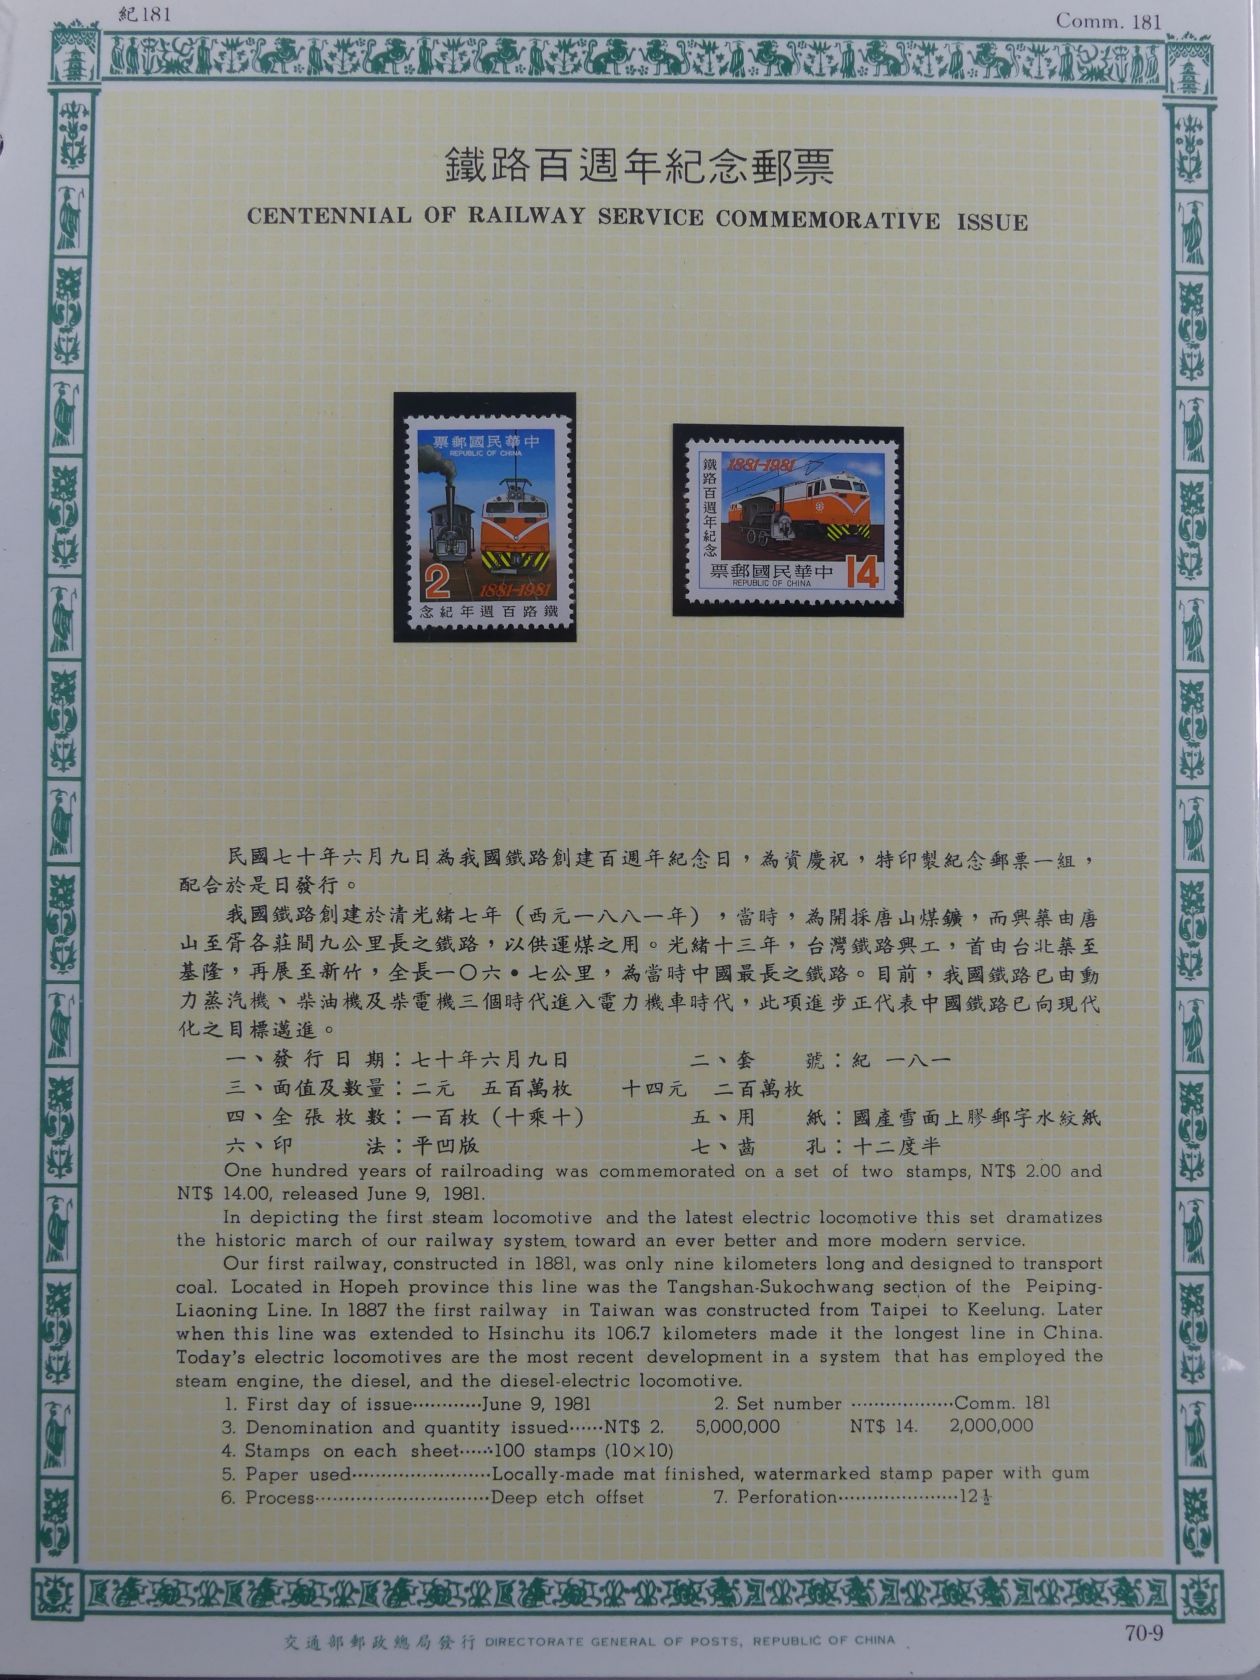 紀181
Comm. 181
鐵路百週年紀念郵票
CENTENNIAL OF RAILWAY SERVICE COMMEMORATIVE ISSUE
票郵國民華中
REPUBLIC OF CHINA
2
1881-1981
念紀年週百路鐵
鐵路百週年紀念
1881-1981
票郵國民華中
REPUBLIC OF CHINA
14
民國七十年六月九日為我國鐵路創建百週年紀念日，為資慶祝，特印製紀念郵票一組，
配合於是日發行。
我國鐵路創建於清光緒七年（西元一八八一年），當時，為開採唐山煤鑛，而興築由唐
山至胥各莊間九公里長之鐵路，以供運煤之用。光緒十三年，台灣鐵路興工，首由台北築至
基隆，再展至新竹，全長一〇六•七公里，為當時中國最長之鐵路。目前，我國鐵路已由動
力蒸汽機、柴油機及柴電機三個時代進入電力機車時代，此項進步正代表中國鐵路已向現代
化之目標邁進。
一、發行日期：七十年六月九日 二、套 號：紀 一八一
三、面值及數量：二元 五百萬枚 十四元 二百萬枚
四、全張枚數：一百枚（十乘十） 五、用 紙：國產雪面上膠郵字水紋紙
六、印 法：平凹版 七、齒 孔：十二度半
One hundred years of railroading was commemorated on a set of two stamps, NT$ 2.00 and
NT$ 14.00, released June 9, 1981.
In depicting the first steam locomotive and the latest electric locomotive this set dramatizes
the historic march of our railway system toward an ever better and more modern service.
Our first railway, constructed in 1881, was only nine kilometers long and designed to transport
coal. Located in Hopeh province this line was the Tangshan-Sukochwang section of the Peiping-
Liaoning Line. In 1887 the first railway in Taiwan was constructed from Taipei to Keelung. Later
when this line was extended to Hsinchu its 106.7 kilometers made it the longest line in China.
Today's electric locomotives are the most recent development in a system that has employed the
steam engine, the diesel, and the diesel-electric locomotive.
1. First day of issue············June 9, 1981 2. Set number ··················Comm. 181
3. Denomination and quantity issued······NT$ 2. 5,000,000 NT$ 14. 2,000,000
4. Stamps on each sheet······100 stamps (10×10)
5. Paper used························Locally-made mat finished, watermarked stamp paper with gum
6. Process······························Deep etch offset 7. Perforation·····················12½
交通部郵政總局發行 DIRECTORATE GENERAL OF POSTS, REPUBLIC OF CHINA
70-9